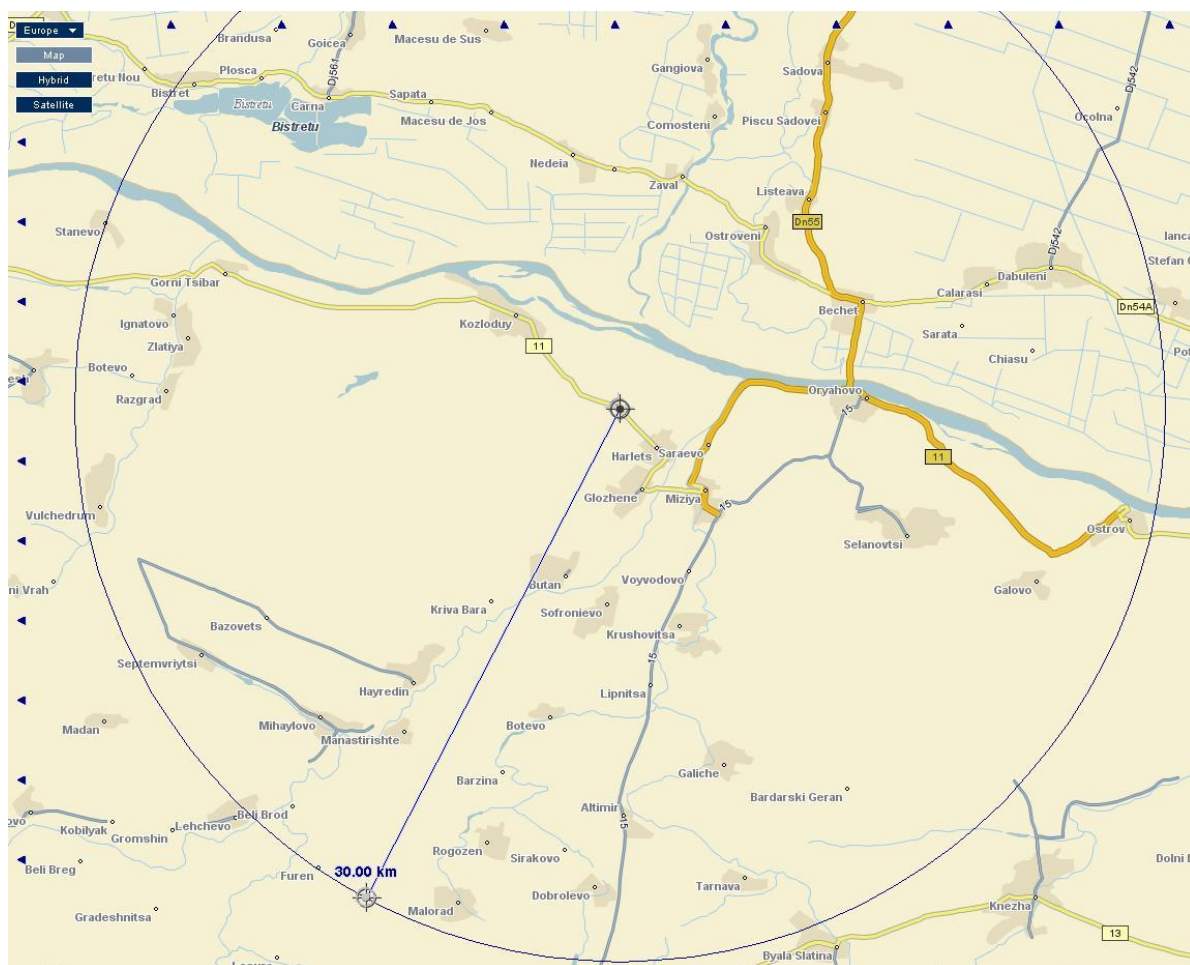 Europe
Map
Hybrid
Satellite
Brandusa
Goicea
Macesu de Sus
Gangiova
Sadova
Dj561
Dj542
retu Nou
Plosca
Bistret
Bistretu
Carna
Sapata
Bistretu
Macesu de Jos
Comosteni
Piscu Sadovei
Ocolna
Nedeia
Zaval
Listeava
Dn55
Stanevo
Ostroveni
Dj542
Ianca
Stefan
Gorni Tsibar
Dabuleni
Calarasi
Dn54A
Ignatovo
Kozloduy
Bechet
Zlatiya
11
Sarata
Chiasu
Pot
Botevo
esh
Razgrad
Oryahovo
15
Harlets
Saraevo
11
Glozhene
Miziya
15
Vulchedrum
Selanovtsi
Ostrov
ni Vrah
Butan
Voyvodovo
Galovo
Kriva Bara
Sofronievo
Bazovets
Krushovitsa
15
Septemvriytsi
Hayredin
Lipnitsa
Madan
Mihaylovo
Botevo
Manastirishte
Barzina
Galiche
Bardarski Geran
Altimir
15
ovo
Kobilyak
Lehchevo
Beli Brod
Gromshin
Rogozen
Sirakovo
Beli Breg
Furen
30.00 km
Dolni
Dobrolevo
Tarnava
Gradeshnitsa
Malorad
Knezha
13
Byala Slatina